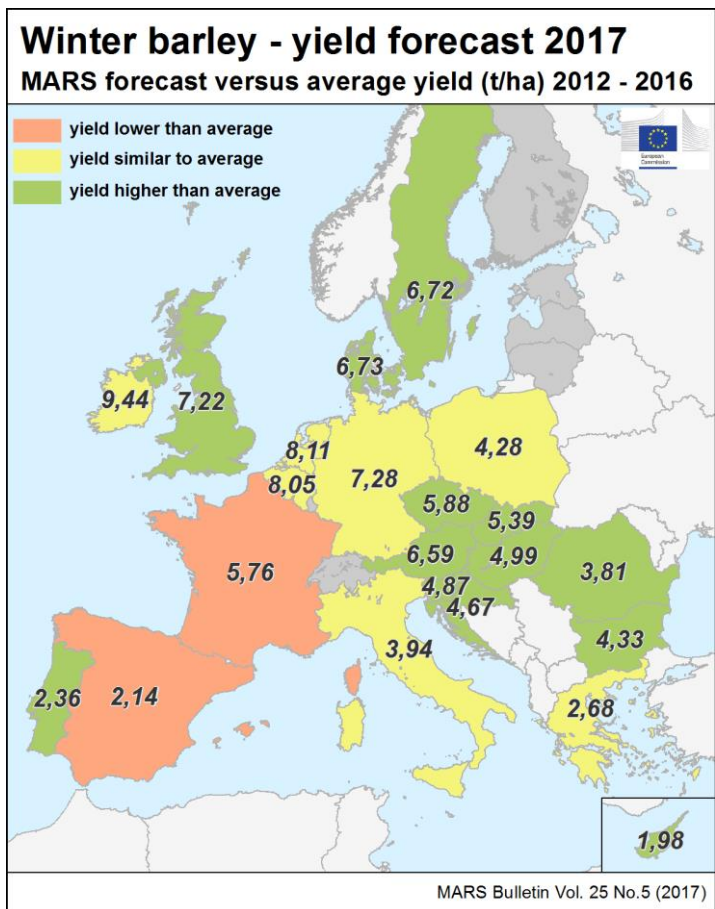 Winter barley - yield forecast 2017
MARS forecast versus average yield (t/ha) 2012 - 2016
yield lower than average
yield similar to average
yield higher than average
European
Commission
6,72
6,73
9,44
7,22
8,11
4,28
8,05
7,28
5,88
5,39
6,59
4,99
5,76
4,87
3,81
4,67
4,33
3,94
2,36
2,14
2,68
1,98
MARS Bulletin Vol. 25 No.5 (2017)